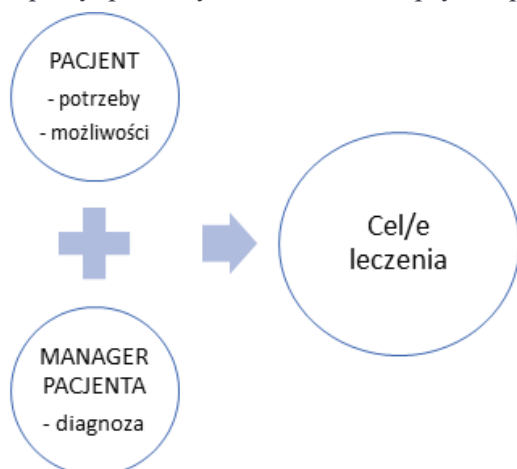 PACJENT
- potrzeby
- możliwości
Cel/e
leczenia
MANAGER
PACJENTA
- diagnoza